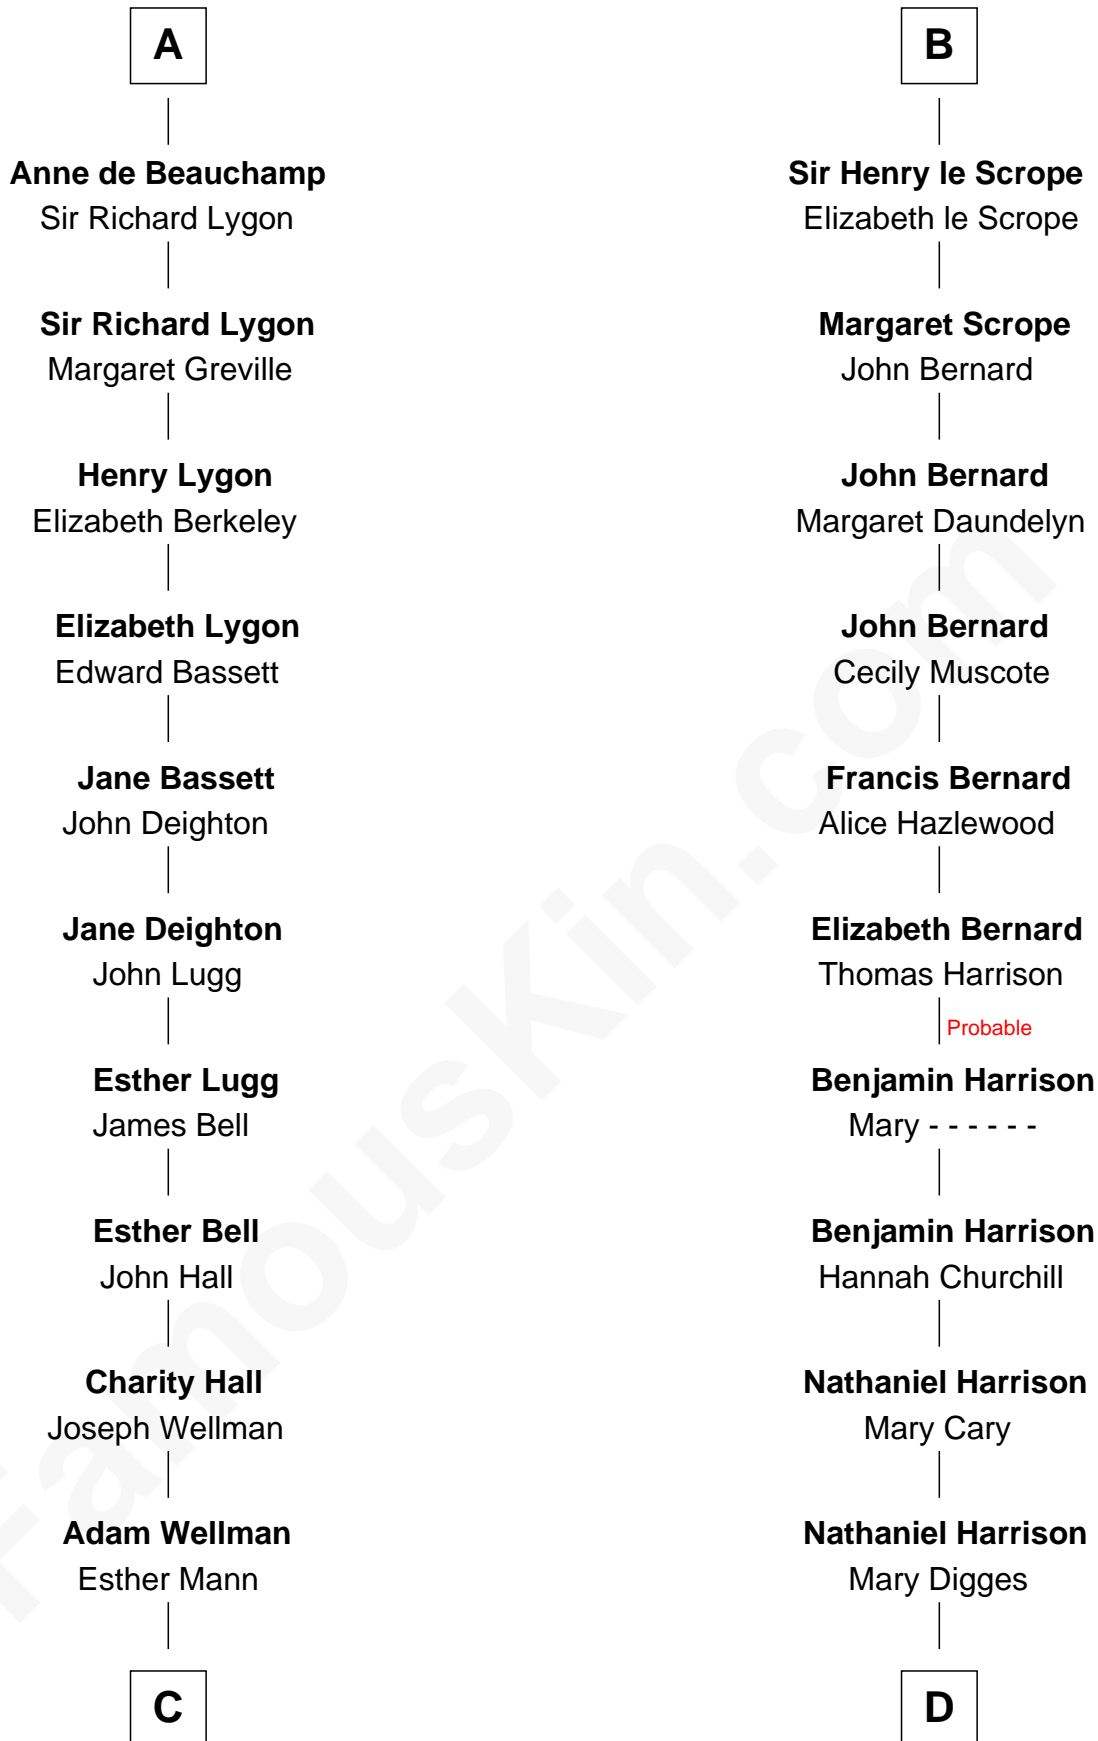 A
Anne de Beauchamp
Sir Richard Lygon
Sir Richard Lygon
Margaret Greville
Henry Lygon
Elizabeth Berkeley
Elizabeth Lygon
Edward Bassett
Jane Bassett
John Deighton
Jane Deighton
John Lugg
Esther Lugg
James Bell
Esther Bell
John Hall
Charity Hall
Joseph Wellman
Adam Wellman
Esther Mann
C
B
Sir Henry le Scrope
Elizabeth le Scrope
Margaret Scrope
John Bernard
John Bernard
Margaret Daundelyn
John Bernard
Cecily Muscote
Francis Bernard
Alice Hazlewood
Elizabeth Bernard
Thomas Harrison
Probable
Benjamin Harrison
Mary - - - - - -
Benjamin Harrison
Hannah Churchill
Nathaniel Harrison
Mary Cary
Nathaniel Harrison
Mary Digges
D
FamousKin.com